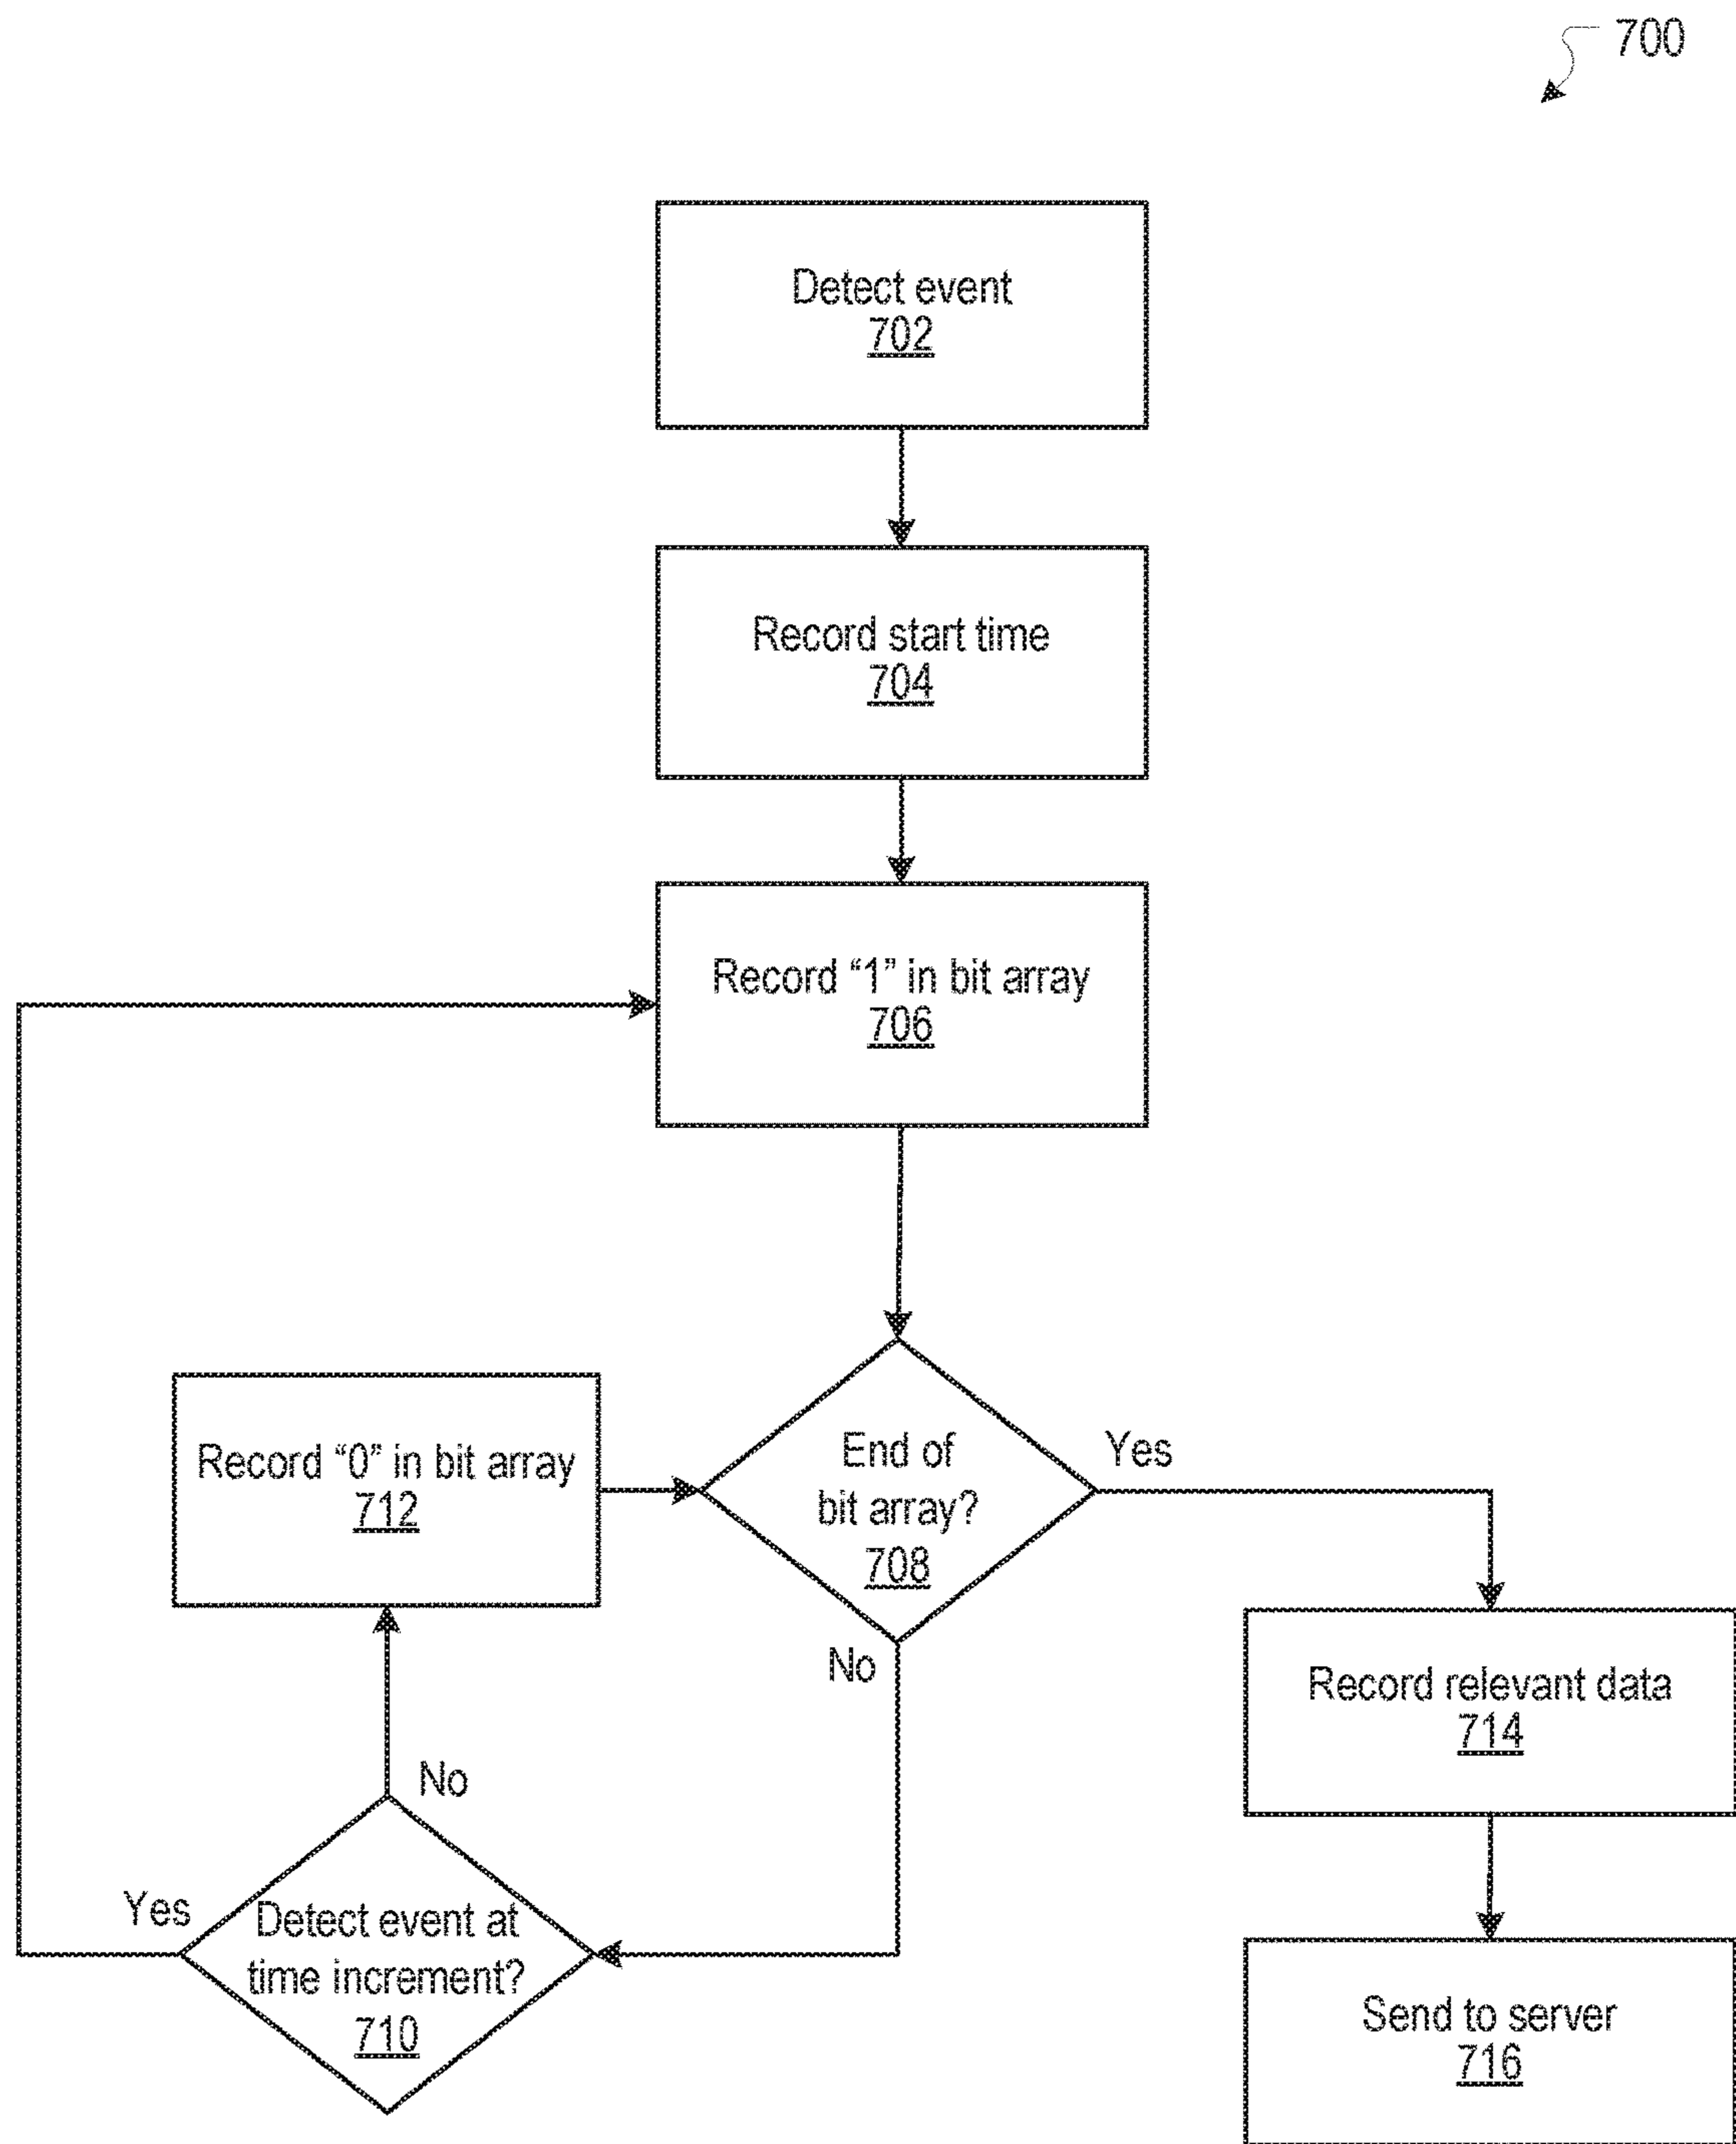 700
Detect event
702
Record start time
704
Record “1” in bit array
706
Record “0” in bit array
712
End of
bit array?
708
Yes
No
Record relevant data
714
No
Yes
Detect event at
time increment?
710
Send to server
716